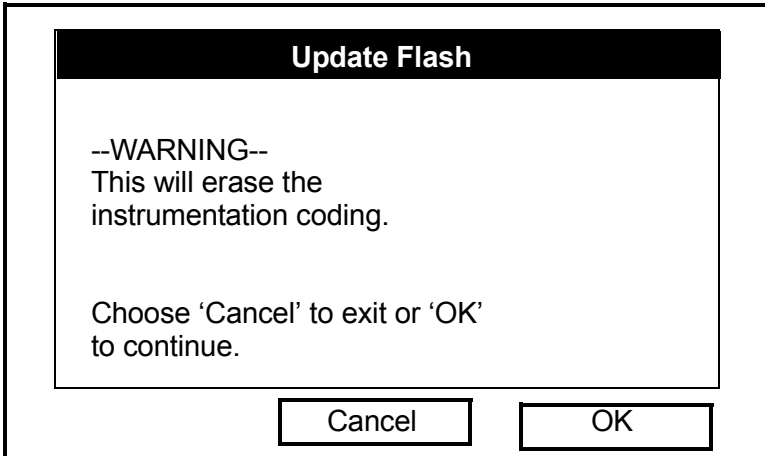 Update Flash
--WARNING--
This will erase the
instrumentation coding.
Choose ‘Cancel’ to exit or ‘OK’
to continue.
Cancel
OK